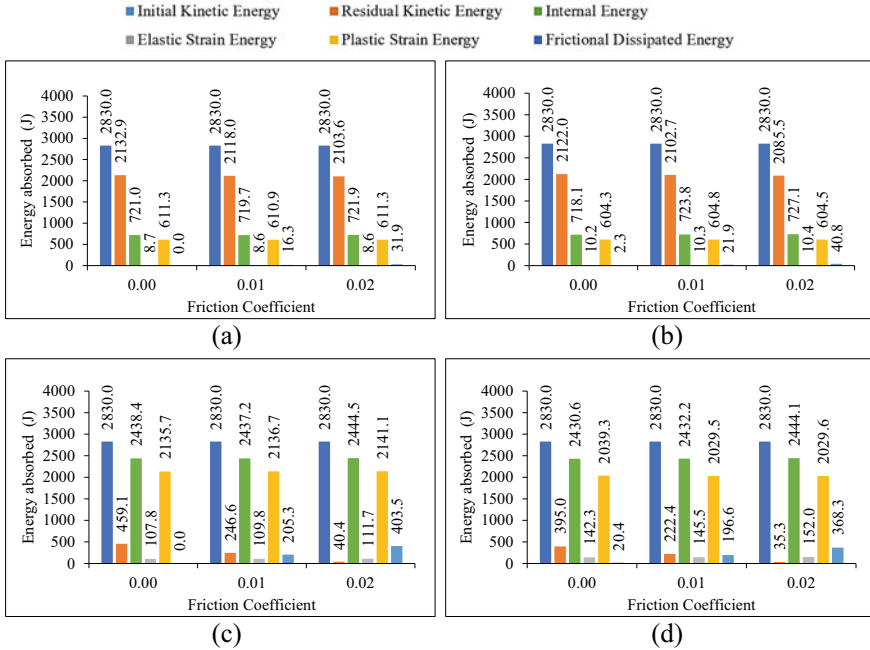 Initial Kinetic Energy Residual Kinetic Energy Internal Energy
Elastic Strain Energy Plastic Strain Energy Frictional Dissipated Energy
Energy absorbed (J)
4000
3500
3000
2500
2000
1500
1000
500
0
2830.0 2132.9 721.0 8.7 611.3 0.0
2830.0 2118.0 719.7 8.6 610.9 16.3
2830.0 2103.6 721.9 8.6 611.3 31.9
0.00 0.01 0.02
Friction Coefficient
(a)
Energy absorbed (J)
4000
3500
3000
2500
2000
1500
1000
500
0
2830.0 2122.0 718.1 10.2 604.3 2.3
2830.0 2102.7 723.8 10.3 604.8 21.9
2830.0 2085.5 727.1 10.4 604.5 40.8
0.00 0.01 0.02
Friction Coefficient
(b)
Energy absorbed (J)
4000
3500
3000
2500
2000
1500
1000
500
0
2830.0 459.1 2438.4 107.8 2135.7 0.0
2830.0 246.6 2437.2 109.8 2136.7 205.3
2830.0 40.4 2444.5 111.7 2141.1 403.5
0.00 0.01 0.02
Friction Coefficient
(c)
Energy absorbed (J)
4000
3500
3000
2500
2000
1500
1000
500
0
2830.0 395.0 2430.6 142.3 2039.3 20.4
2830.0 222.4 2432.2 145.5 2029.5 196.6
2830.0 35.3 2444.1 152.0 2029.6 368.3
0.00 0.01 0.02
Friction Coefficient
(d)